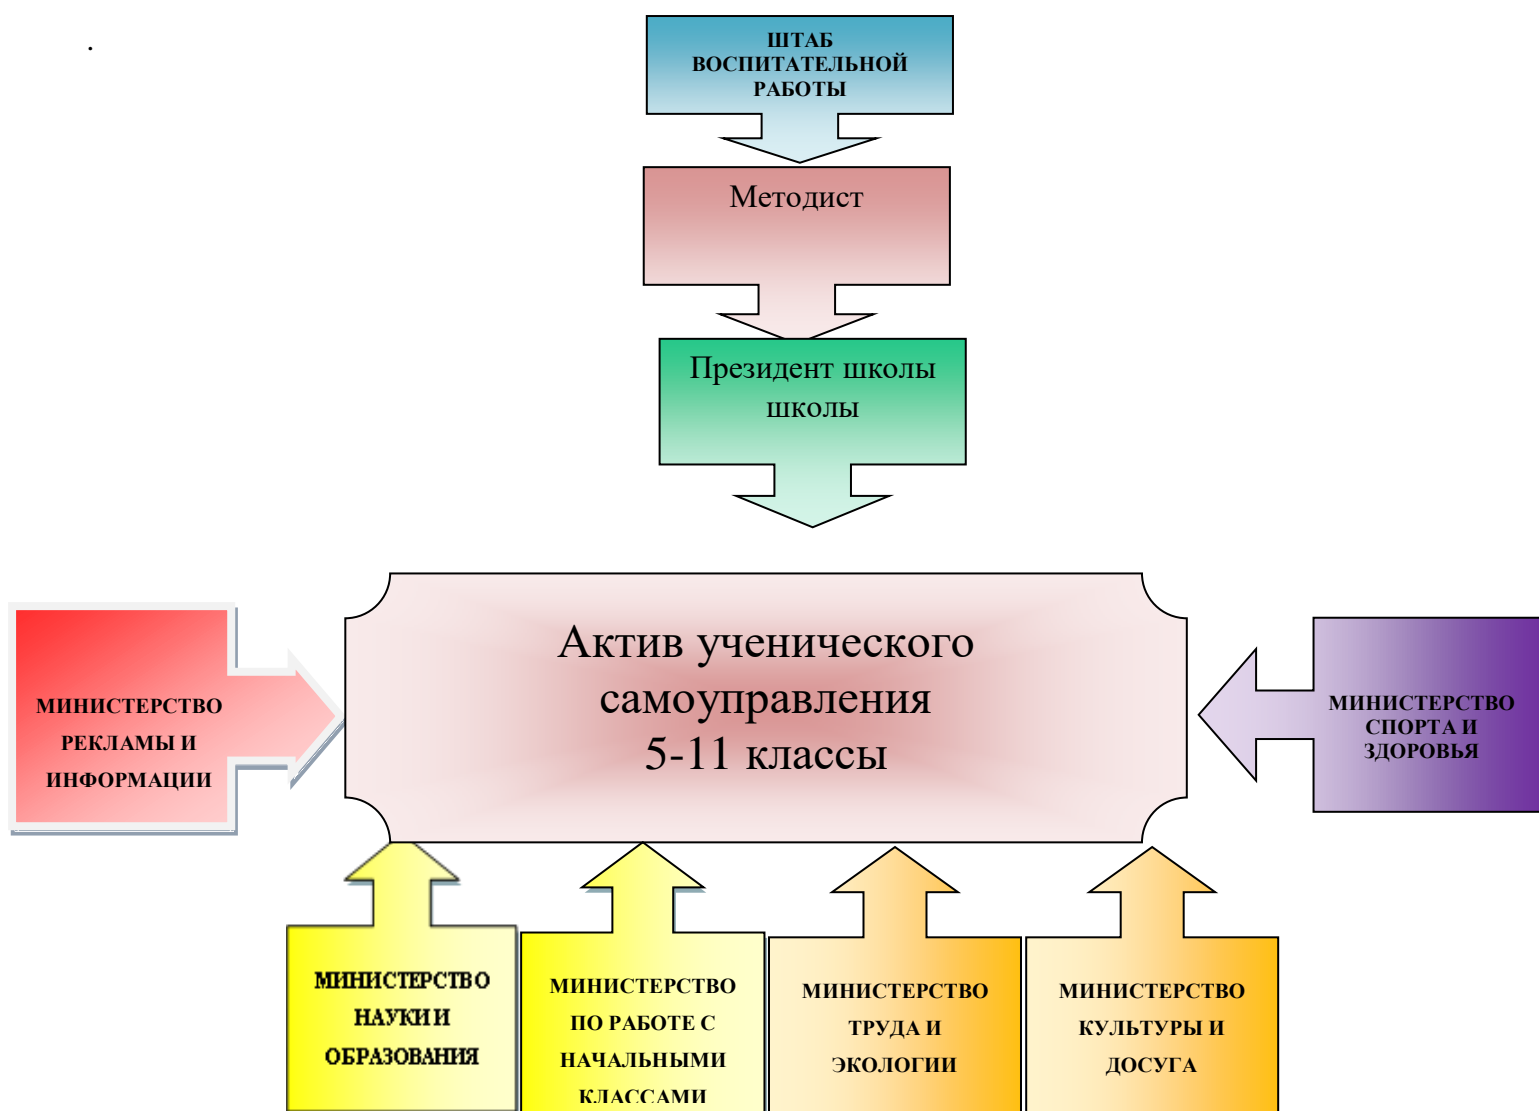 .
ШТАБ
ВОСПИТАТЕЛЬНОЙ
РАБОТЫ
Методист
Президент школы
школы
Актив ученического
самоуправления
5-11 классы
МИНИСТЕРСТВО
РЕКЛАМЫ И
ИНФОРМАЦИИ
МИНИСТЕРСТВО
СПОРТА И
ЗДОРОВЬЯ
МИНИСТЕРСТВО
НАУКИ И
ОБРАЗОВАНИЯ
МИНИСТЕРСТВО
ПО РАБОТЕ С
НАЧАЛЬНЫМИ
КЛАССАМИ
МИНИСТЕРСТВО
ТРУДА И
ЭКОЛОГИИ
МИНИСТЕРСТВО
КУЛЬТУРЫ И
ДОСУГА